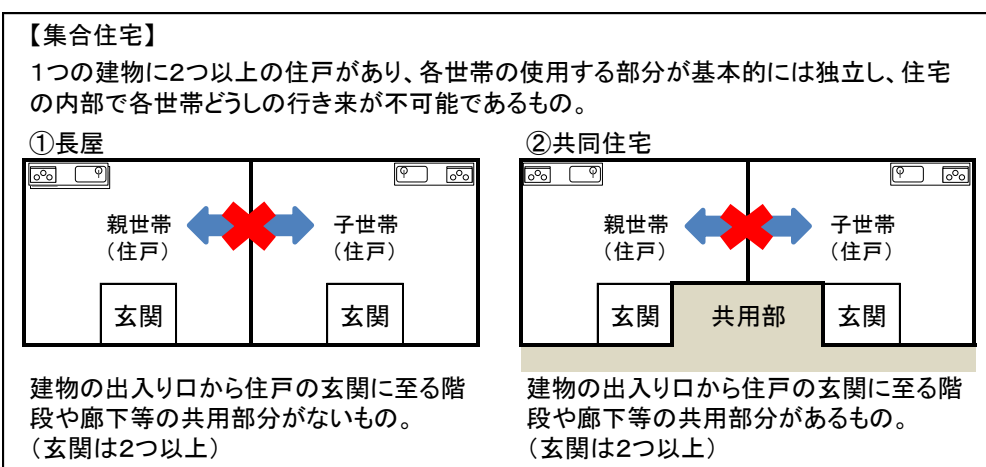 【集合住宅】
1つの建物に2つ以上の住戸があり、各世帯の使用する部分が基本的には独立し、住宅
の内部で各世帯どうしの行き来が不可能であるもの。
①長屋
親世帯
（住戸）
子世帯
（住戸）
玄関
玄関
建物の出入り口から住戸の玄関に至る階
段や廊下等の共用部分がないもの。
（玄関は2つ以上）
②共同住宅
親世帯
（住戸）
子世帯
（住戸）
玄関
共用部
玄関
建物の出入り口から住戸の玄関に至る階
段や廊下等の共用部分があるもの。
（玄関は2つ以上）